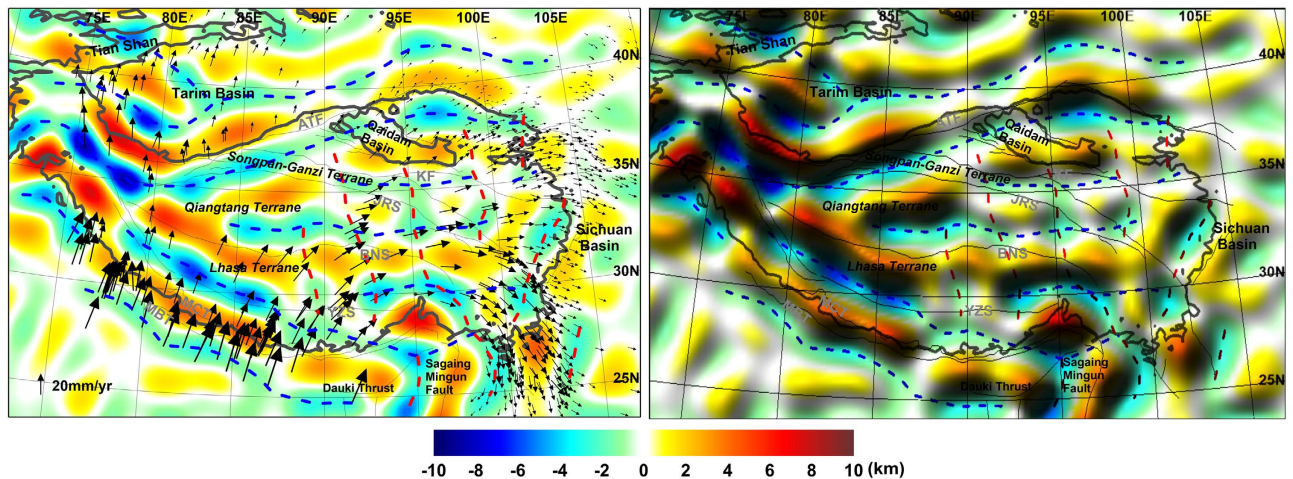 75E 80E 85E 90E 95E 100E 105E
Tian Shan
40N
Tarim Basin
ATF
Qaidam
Basin
Songpan-Ganzi Terrane
35N
KF
Qiangtang Terrane
JRS
Sichuan
Basin
BNS
Lhasa Terrane
30N
MCT
MBT
YZS
Sagaing
Mingun
Fault
Dauki Thrust
25N
20mm/yr
75E 80E 85E 90E 95E 100E 105E
Tian Shan
40N
Tarim Basin
ATF
Qaidam
Basin
Songpan-Ganzi Terrane
35N
KF
Qiangtang Terrane
JRS
Sichuan
Basin
BNS
Lhasa Terrane
30N
MCT
MBT
YZS
Sagaing
Mingun
Fault
Dauki Thrust
25N
-10 -8 -6 -4 -2 0 2 4 6 8 10 (km)